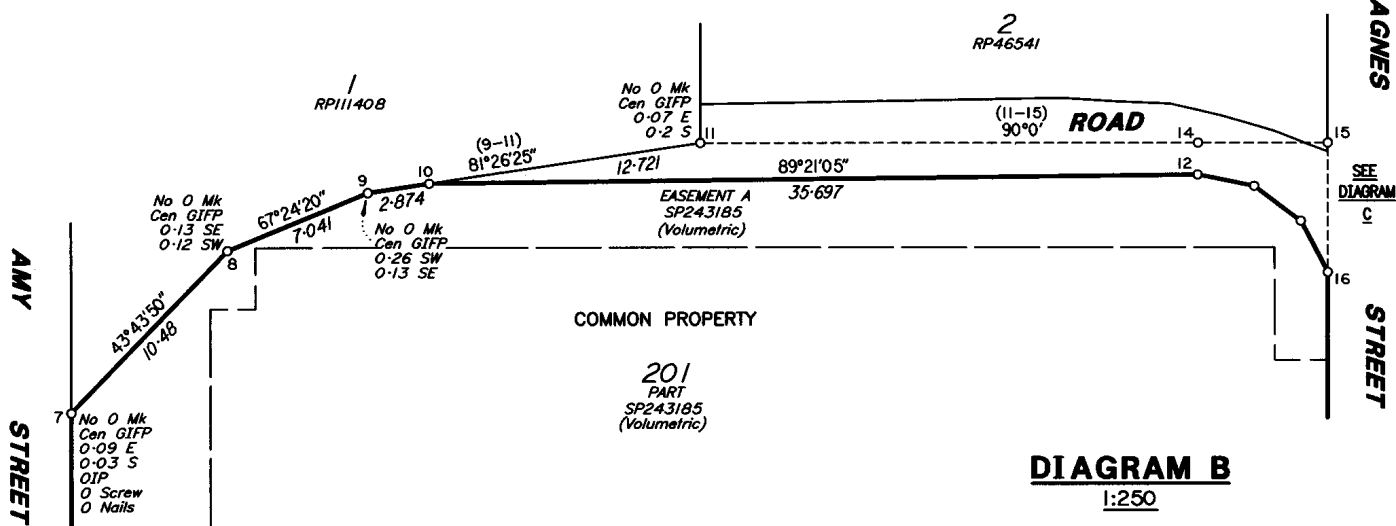 AGNES
STREET
2
RP46541
1
RP111408
No O Mk
Cen GIFP
0·07 E
0·2 S
11
(11-15)
90°0'
ROAD
14
15
(9-11)
81°26'25"
12·721
89°21'05"
35·697
12
SEE
DIAGRAM
C
9
10
2·874
EASEMENT A
SP243185
(Volumetric)
No O Mk
Cen GIFP
0·13 SE
0·12 SW
67°24'20"
7·041
No O Mk
Cen GIFP
0·26 SW
0·13 SE
8
16
AMY
STREET
43°43'50"
10·48
COMMON PROPERTY
201
PART
SP243185
(Volumetric)
7
No O Mk
Cen GIFP
0·09 E
0·03 S
OIP
O Screw
O Nails
DIAGRAM B
1:250